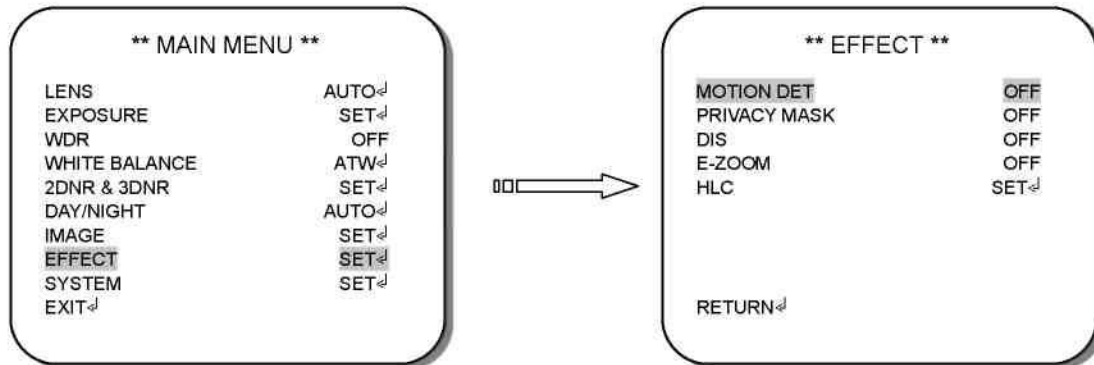 ** MAIN MENU **
LENS AUTO↲
EXPOSURE SET↲
WDR OFF
WHITE BALANCE ATW↲
2DNR & 3DNR SET↲
DAY/NIGHT AUTO↲
IMAGE SET↲
EFFECT SET↲
SYSTEM SET↲
EXIT↲
** EFFECT **
MOTION DET OFF
PRIVACY MASK OFF
DIS OFF
E-ZOOM OFF
HLC SET↲
RETURN↲